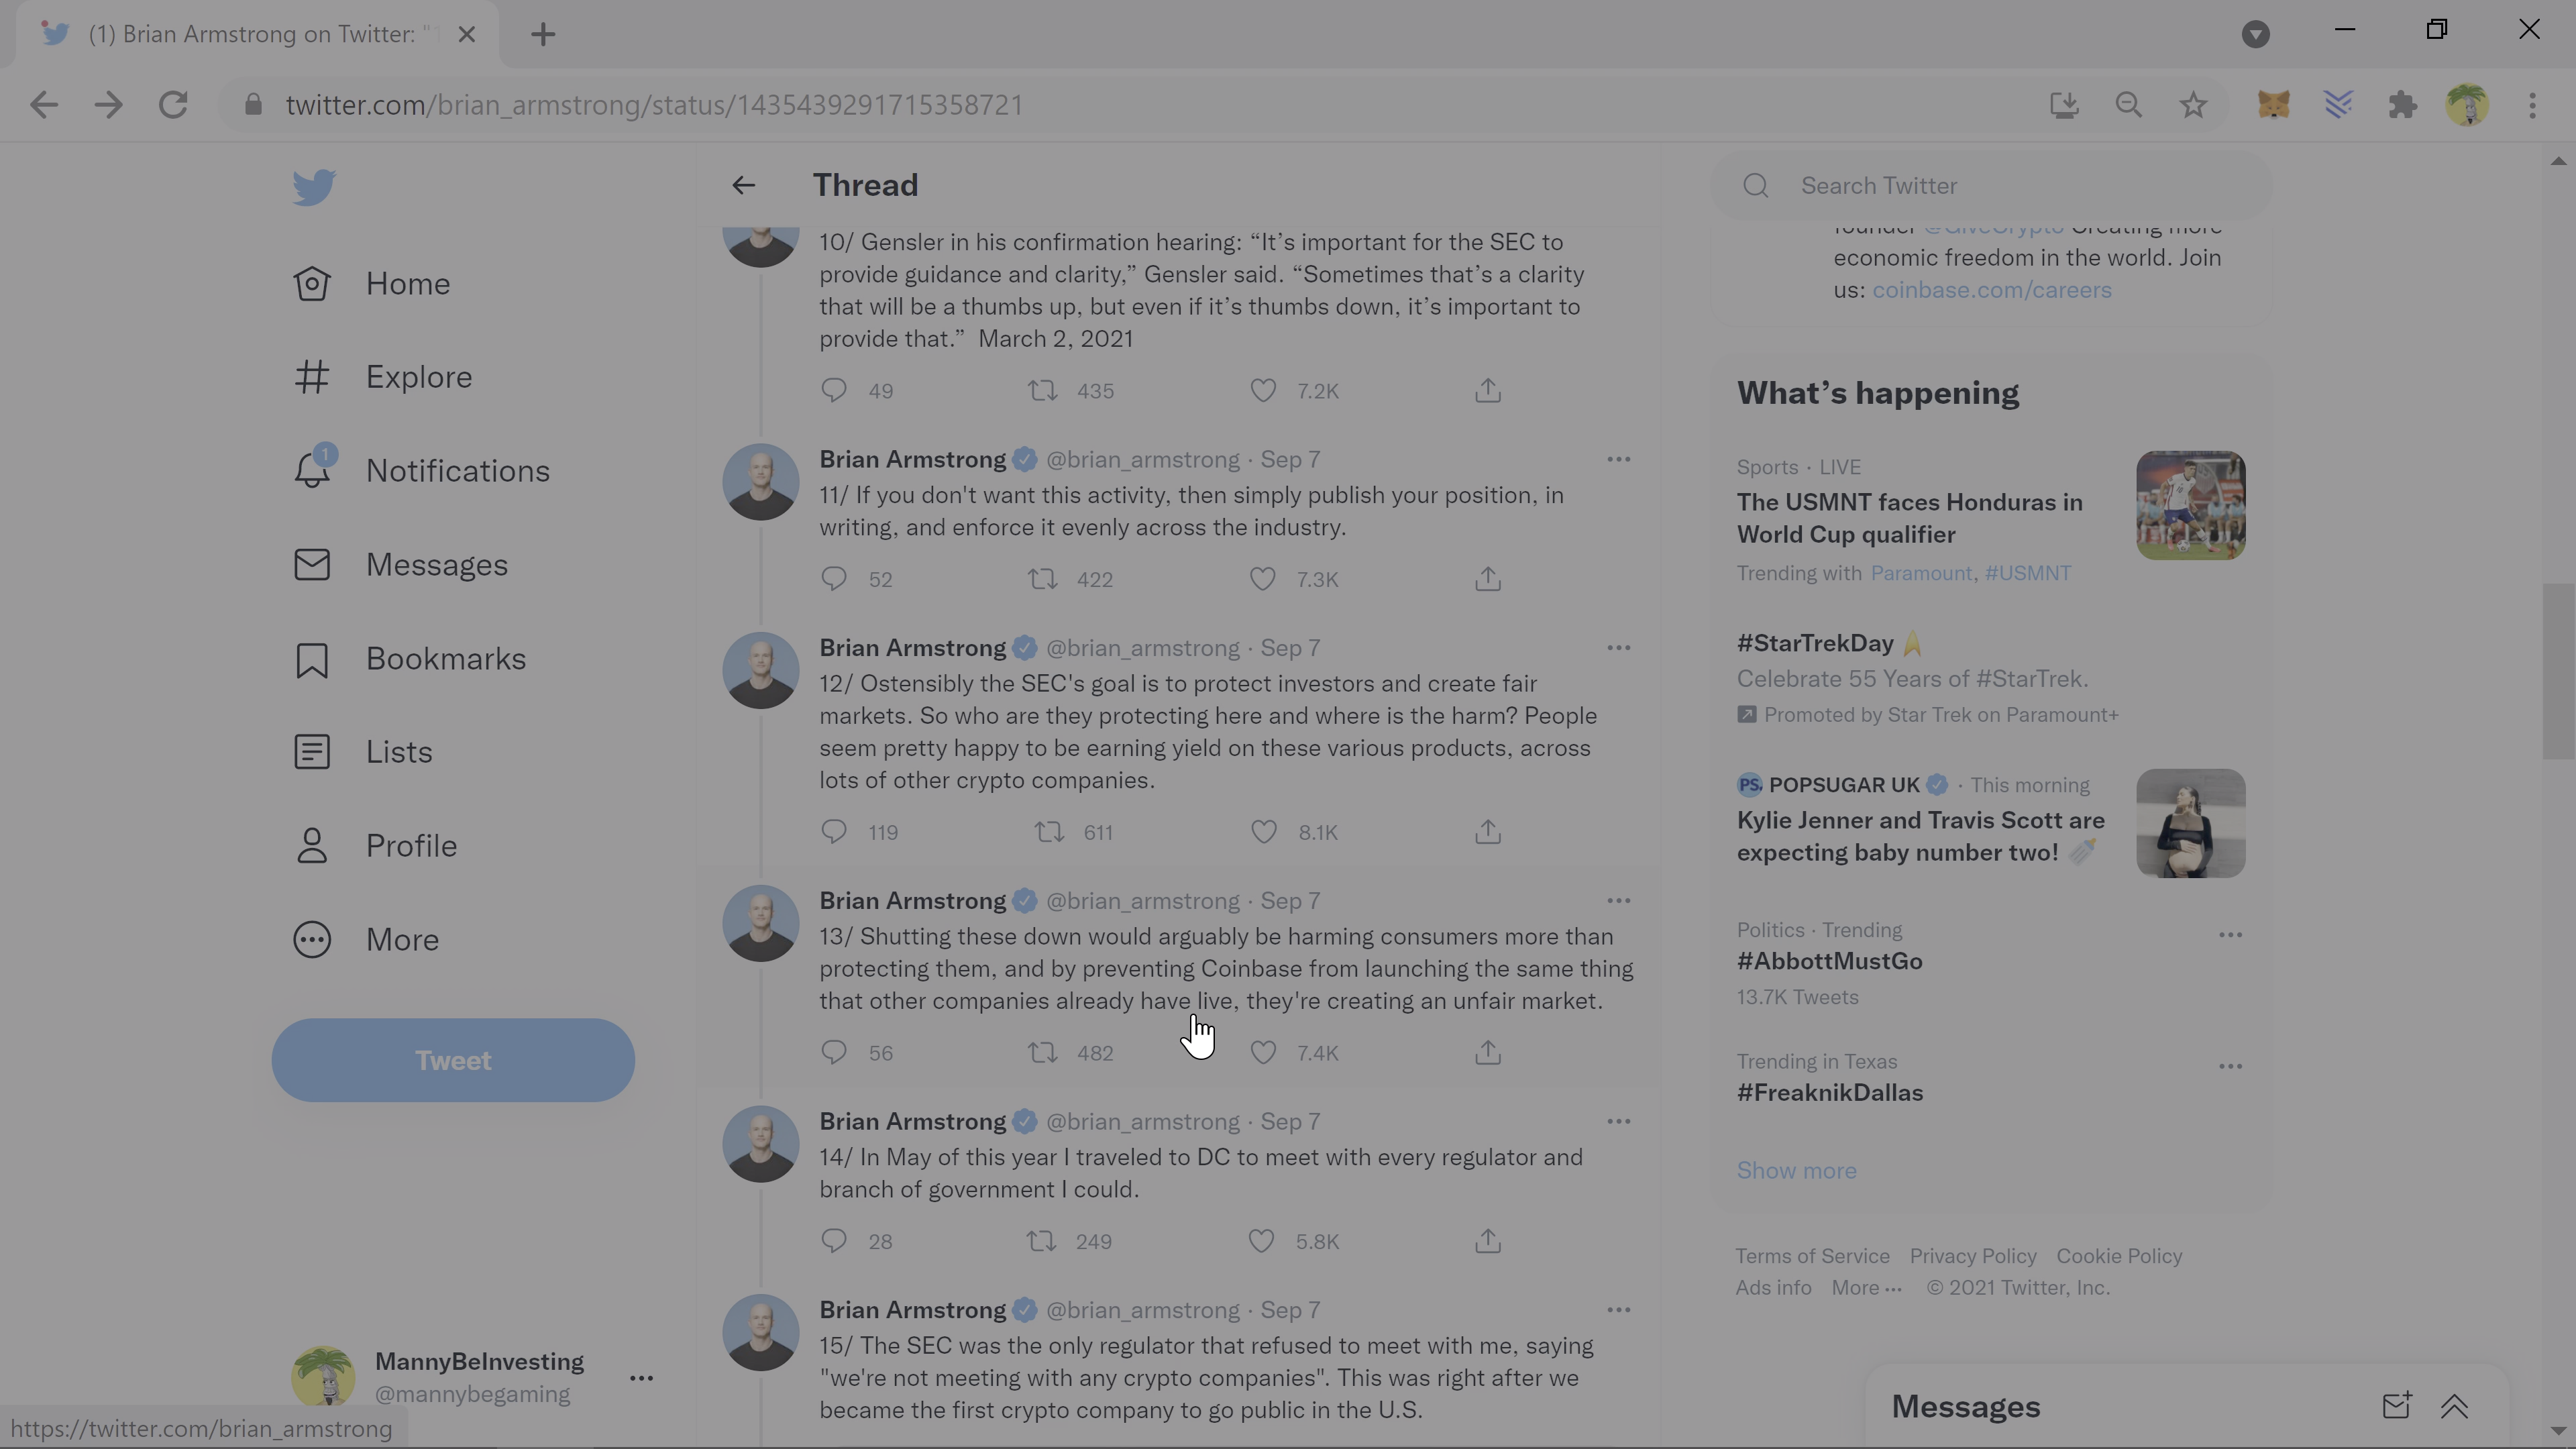 (1) Brian Armstrong on Twitter: "
twitter.com/brian_armstrong/status/1435439291715358721
Home
Explore
1
Notifications
Messages
Bookmarks
Lists
Profile
More
Tweet
MannyBeInvesting
@mannybegaming
https://twitter.com/brian_armstrong
Thread
10/ Gensler in his confirmation hearing: “It’s important for the SEC to
provide guidance and clarity,” Gensler said. “Sometimes that’s a clarity
that will be a thumbs up, but even if it’s thumbs down, it’s important to
provide that.”  March 2, 2021
49 435 7.2K
Brian Armstrong @brian_armstrong · Sep 7
11/ If you don't want this activity, then simply publish your position, in
writing, and enforce it evenly across the industry.
52 422 7.3K
Brian Armstrong @brian_armstrong · Sep 7
12/ Ostensibly the SEC's goal is to protect investors and create fair
markets. So who are they protecting here and where is the harm? People
seem pretty happy to be earning yield on these various products, across
lots of other crypto companies.
119 611 8.1K
Brian Armstrong @brian_armstrong · Sep 7
13/ Shutting these down would arguably be harming consumers more than
protecting them, and by preventing Coinbase from launching the same thing
that other companies already have live, they're creating an unfair market.
56 482 7.4K
Brian Armstrong @brian_armstrong · Sep 7
14/ In May of this year I traveled to DC to meet with every regulator and
branch of government I could.
28 249 5.8K
Brian Armstrong @brian_armstrong · Sep 7
15/ The SEC was the only regulator that refused to meet with me, saying
"we're not meeting with any crypto companies". This was right after we
became the first crypto company to go public in the U.S.
Search Twitter
founder @GiveCrypto Creating more
economic freedom in the world. Join
us: coinbase.com/careers
What’s happening
Sports · LIVE
The USMNT faces Honduras in
World Cup qualifier
Trending with Paramount, #USMNT
#StarTrekDay
Celebrate 55 Years of #StarTrek.
Promoted by Star Trek on Paramount+
PS. POPSUGAR UK · This morning
Kylie Jenner and Travis Scott are
expecting baby number two!
Politics · Trending
#AbbottMustGo
13.7K Tweets
Trending in Texas
#FreaknikDallas
Show more
Terms of Service Privacy Policy Cookie Policy
Ads info More ··· © 2021 Twitter, Inc.
Messages